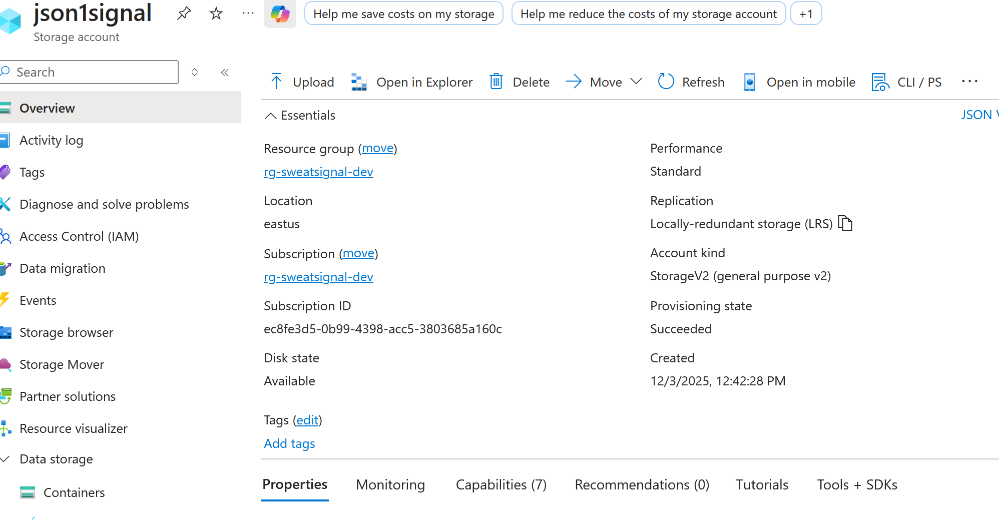 json1signal
Storage account
Help me save costs on my storage
Help me reduce the costs of my storage account
+1
Search
Overview
Activity log
Tags
Diagnose and solve problems
Access Control (IAM)
Data migration
Events
Storage browser
Storage Mover
Partner solutions
Resource visualizer
Data storage
Containers
Upload
Open in Explorer
Delete
Move
Refresh
Open in mobile
CLI / PS
Essentials
JSON
Resource group (move)
rg-sweatsignal-dev
Location
eastus
Subscription (move)
rg-sweatsignal-dev
Subscription ID
ec8fe3d5-0b99-4398-acc5-3803685a160c
Disk state
Available
Performance
Standard
Replication
Locally-redundant storage (LRS)
Account kind
StorageV2 (general purpose v2)
Provisioning state
Succeeded
Created
12/3/2025, 12:42:28 PM
Tags (edit)
Add tags
Properties
Monitoring
Capabilities (7)
Recommendations (0)
Tutorials
Tools + SDKs